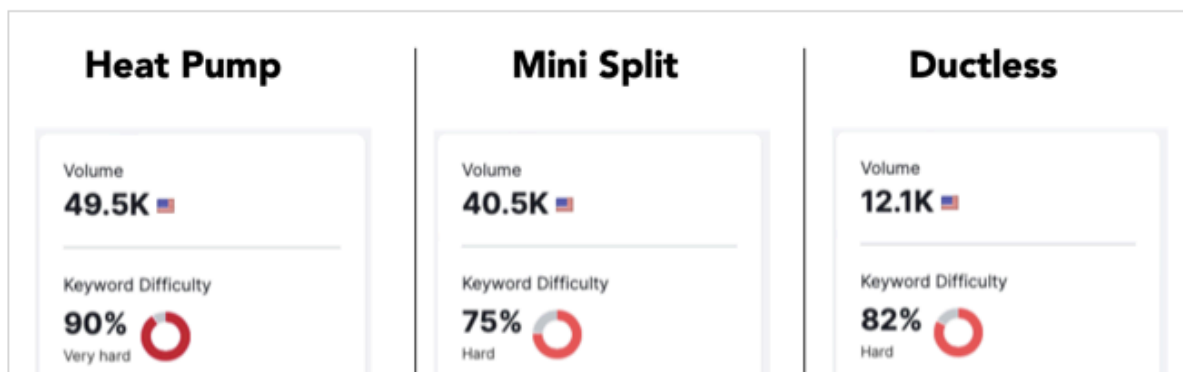 Heat Pump
Mini Split
Ductless
Volume
49.5K
Keyword Difficulty
90%
Very hard
Volume
40.5K
Keyword Difficulty
75%
Hard
Volume
12.1K
Keyword Difficulty
82%
Hard